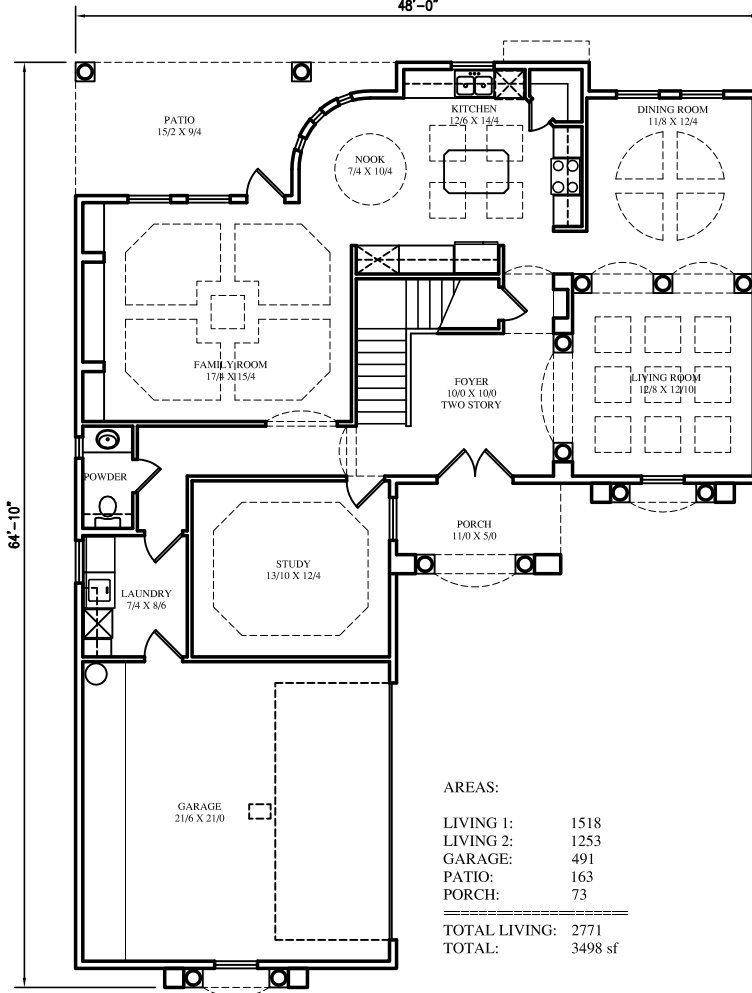 48'-0"
KITCHEN
12/6 X 14/4
DINING ROOM
11/8 X 12/4
PATIO
15/2 X 9/4
NOOK
7/4 X 10/4
FAMILY ROOM
17/4 X 15/4
FOYER
10/0 X 10/0
TWO STORY
LIVING ROOM
12/8 X 12/10
POWDER
64'-10"
PORCH
11/0 X 5/0
STUDY
13/10 X 12/4
LAUNDRY
7/4 X 8/6
GARAGE
21/6 X 21/0
AREAS:
LIVING 1: 1518
LIVING 2: 1253
GARAGE: 491
PATIO: 163
PORCH: 73
=====================
TOTAL LIVING: 2771
TOTAL: 3498 sf